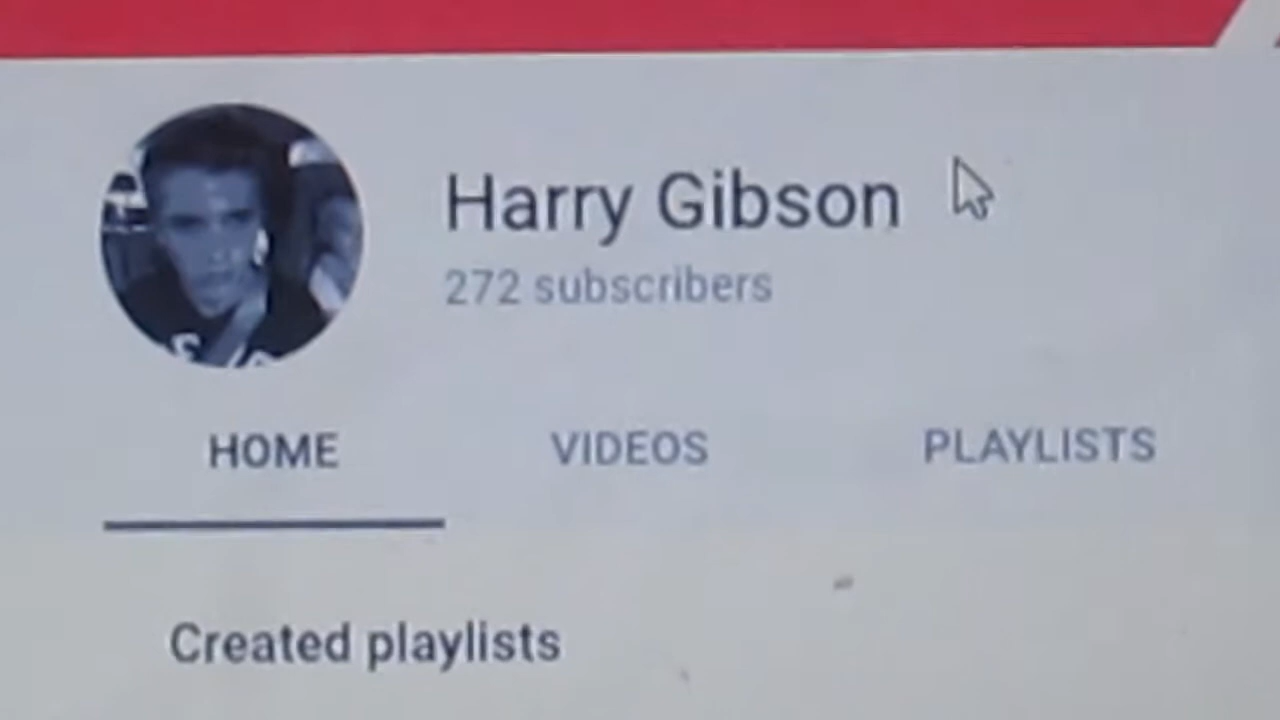 Harry Gibson
272 subscribers
HOME VIDEOS PLAYLISTS
Created playlists